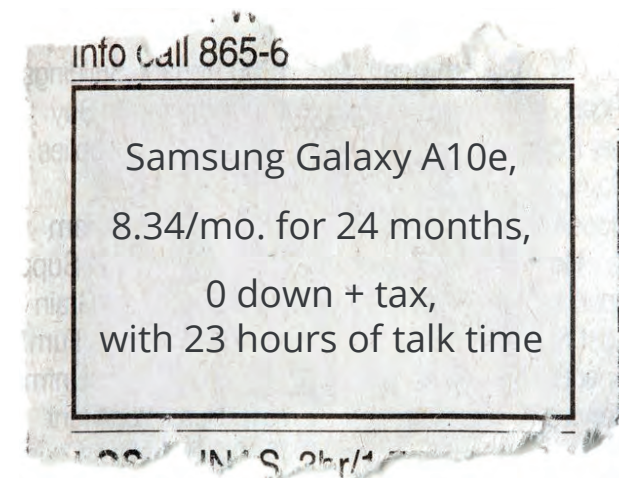 info call 865-6
Samsung Galaxy A10e,
8.34/mo. for 24 months,
0 down + tax,
with 23 hours of talk time